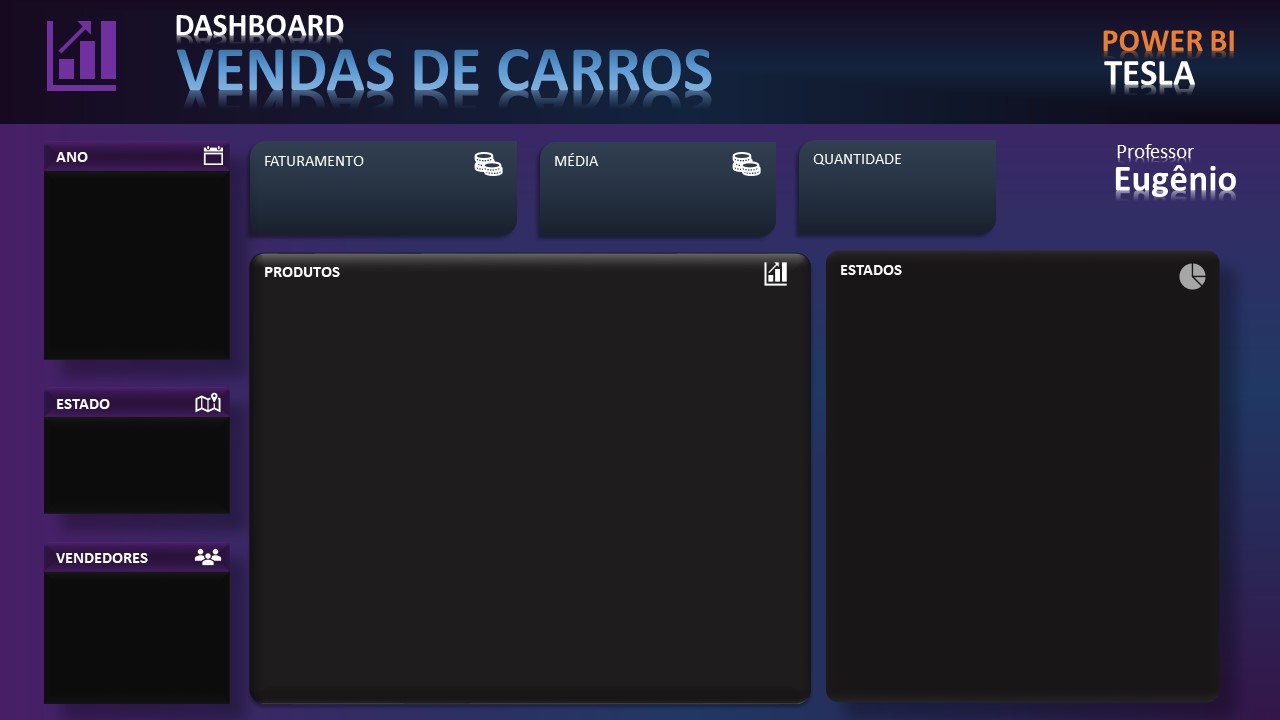 DASHBOARD
VENDAS DE CARROS
POWER BI
TESLA
ANO
FATURAMENTO
MÉDIA
QUANTIDADE
Professor
Eugênio
PRODUTOS
ESTADOS
ESTADO
VENDEDORES